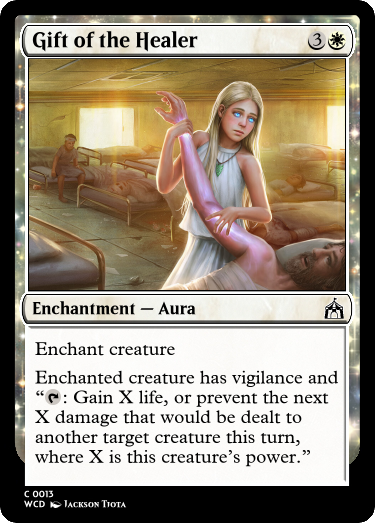 Gift of the Healer 3
Enchantment — Aura
Enchant creature
Enchanted creature has vigilance and
“: Gain X life, or prevent the next
X damage that would be dealt to
another target creature this turn,
where X is this creature's power.”
C 0013
WCD Jackson Tjota